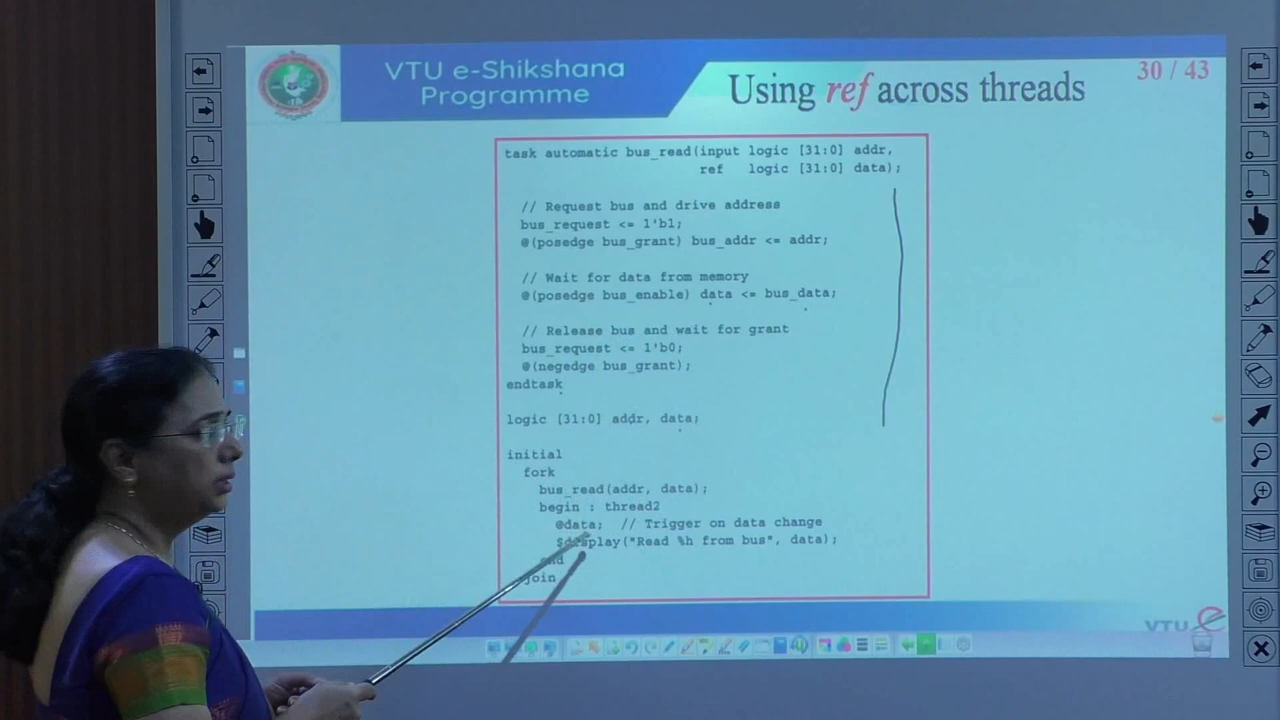 VTU e-Shikshana
Programme
Using ref across threads
30 / 43
task automatic bus_read(input logic [31:0] addr,
ref logic [31:0] data);
// Request bus and drive address
bus_request <= 1'b1;
@(posedge bus_grant) bus_addr <= addr;
// Wait for data from memory
@(posedge bus_enable) data <= bus_data;
// Release bus and wait for grant
bus_request <= 1'b0;
@(negedge bus_grant);
endtask
logic [31:0] addr, data;
initial
fork
bus_read(addr, data);
begin : thread2
@data; // Trigger on data change
$display("Read %h from bus", data);
end
join
VTU e